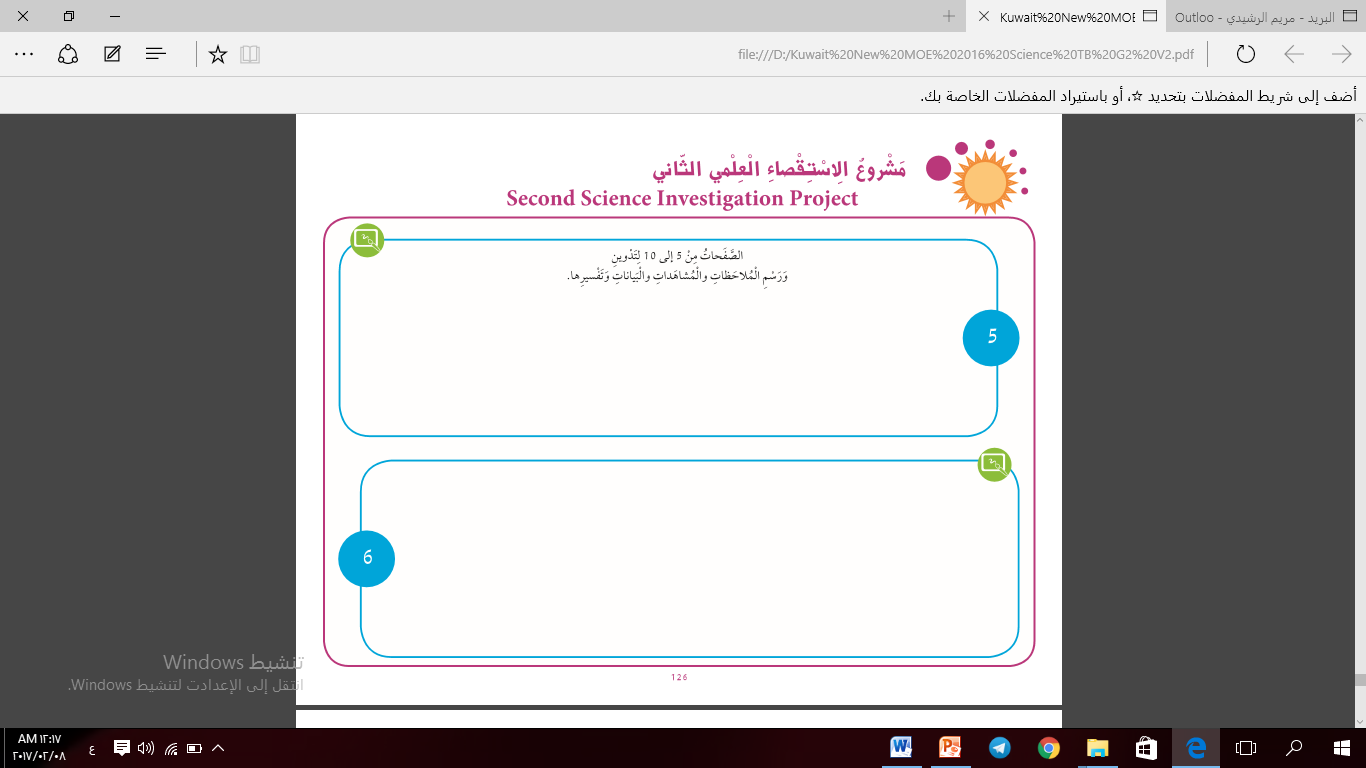 البريد - مريم الرشيدي - Outloo
Kuwait%20New%20MOE
file:///D:/Kuwait%20New%20MOE%202016%20Science%20TB%20G2%20V2.pdf
أضف إلى شريط المفضلات بتحديد ☆، أو باستيراد المفضلات الخاصة بك.
مَشْروعُ الِاسْتِقْصاءِ الْعِلْمي الثّاني
Second Science Investigation Project
الصَّفَحاتُ مِنْ 5 إلى 10 لِتَدْوينِ
وَرَسْمِ الْمُلاحَظاتِ والْمُشاهَداتِ والْبَياناتِ وَتَفْسيرِها.
5
6
126
تنشيط Windows
انتقل إلى الإعدادت لتنشيط Windows.
١٢:١٧ AM
٢٠١٧/٠٢/٠٨
ع